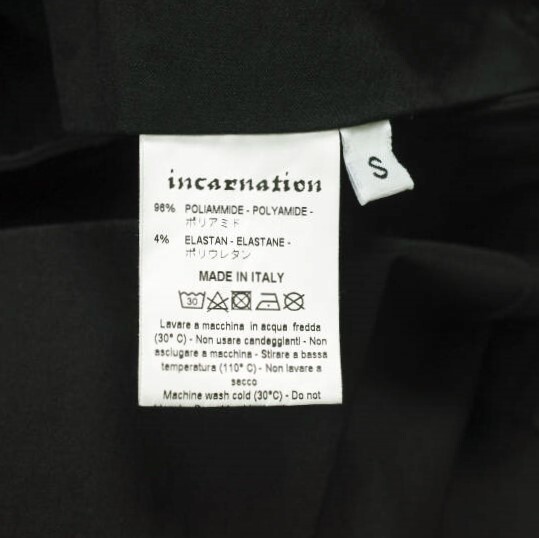 incarnation
S
96% POLIAMMIDE - POLYAMIDE -
ポリアミド
4% ELASTAN - ELASTANE -
ポリウレタン
MADE IN ITALY
30
Lavare a macchina in acqua fredda
(30° C) - Non usare candeggianti - Non
asciugare a macchina - Stirare a bassa
temperatura (110° C) - Non lavare a
secco
Machine wash cold (30°C) - Do not